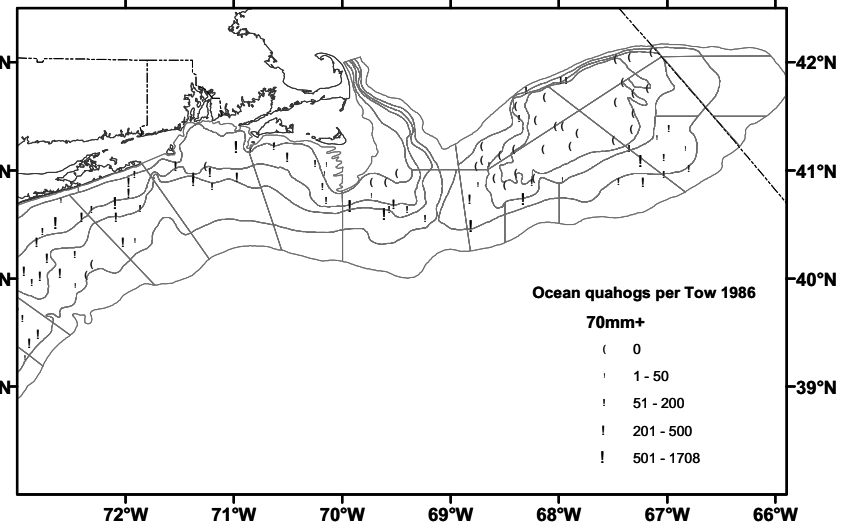 N 42°N
N 41°N
N 40°N
Ocean quahogs per Tow 1986
70mm+
( 0
! 1 - 50
! 51 - 200
! 201 - 500
! 501 - 1708
N 39°N
72°W 71°W 70°W 69°W 68°W 67°W 66°W